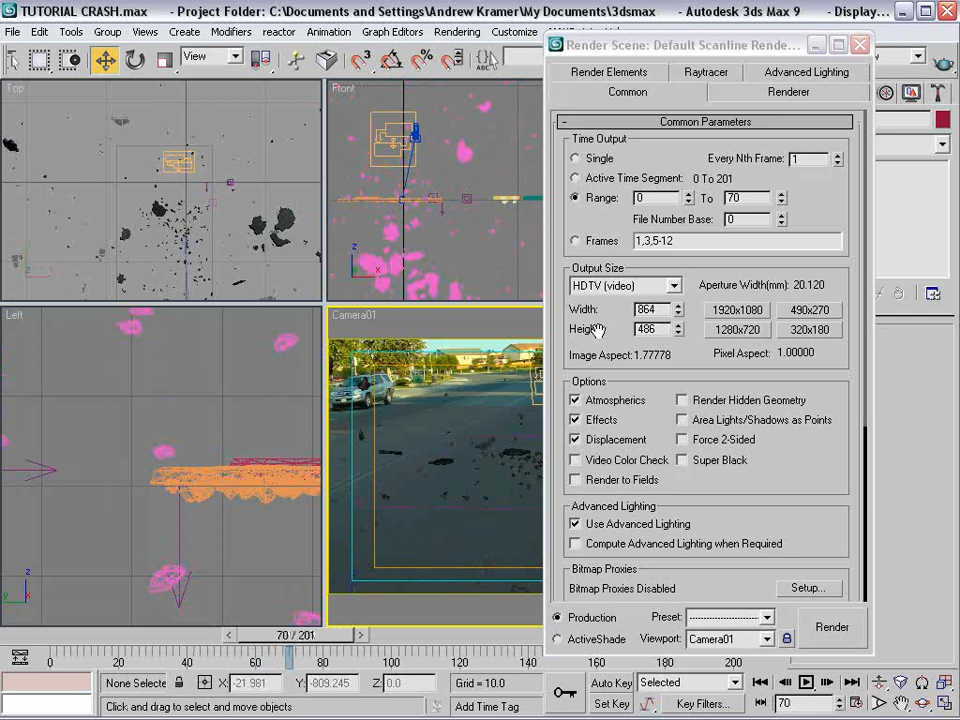 TUTORIAL CRASH.max - Project Folder: C:\Documents and Settings\Andrew Kramer\My Documents\3dsmax - Autodesk 3ds Max 9 - Display...
File Edit Tools Group Views Create Modifiers reactor Animation Graph Editors Rendering Customize
Render Scene: Default Scanline Rende...
View
Render Elements Raytracer Advanced Lighting
Common Renderer
Top Front
Common Parameters
Time Output
Single Every Nth Frame: 1
Active Time Segment: 0 To 201
Range: 0 To 70
File Number Base: 0
Frames 1,3,5-12
Output Size
HDTV (video) Aperture Width(mm): 20.120
Width: 864 1920x1080 490x270
486 1280x720 320x180
Image Aspect: 1.77778 Pixel Aspect: 1.00000
Left Camera01
Options
Atmospherics Render Hidden Geometry
Effects Area Lights/Shadows as Points
Displacement Force 2-Sided
Video Color Check Super Black
Render to Fields
Advanced Lighting
Use Advanced Lighting
Compute Advanced Lighting when Required
Bitmap Proxies
Bitmap Proxies Disabled Setup...
Production Preset: Render
ActiveShade Viewport: Camera01
70 / 201
0 20 40 60 80 100 120 140 160 180 200
None Selecte X: -21.981 Y: -809.245 Z: 0.0 Grid = 10.0 Auto Key Selected
Click and drag to select and move objects Add Time Tag Set Key Key Filters... 70